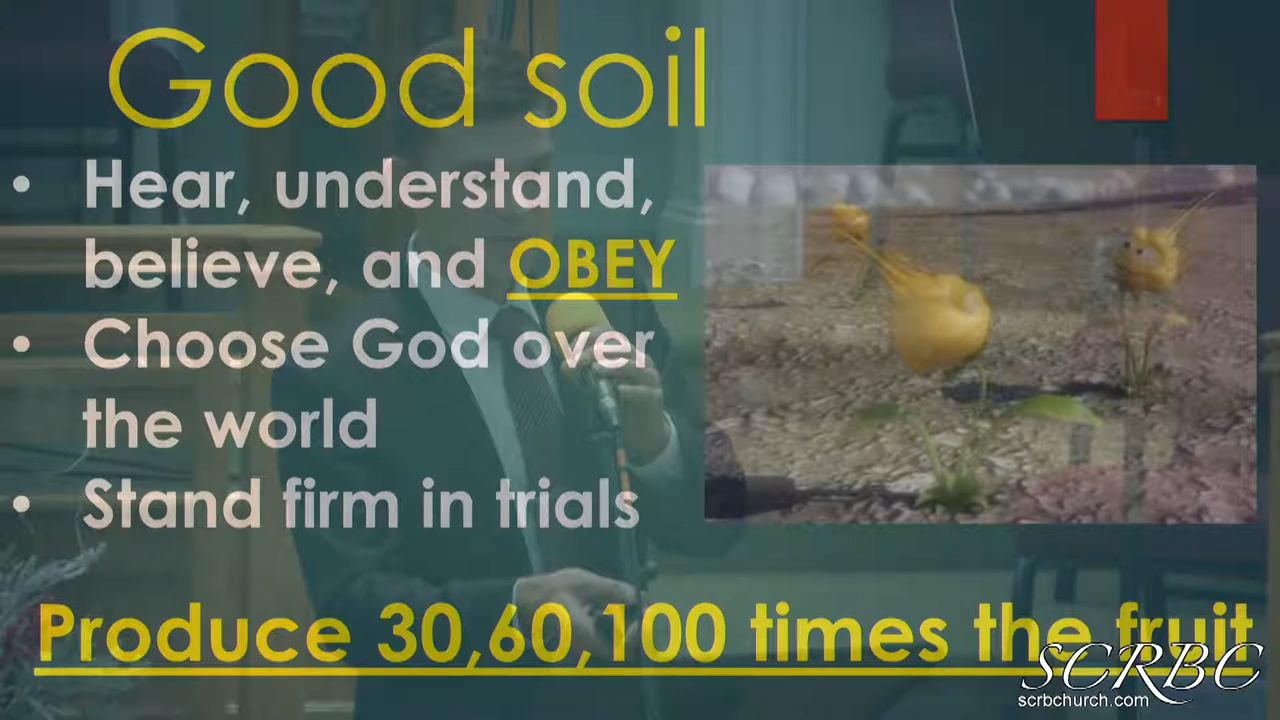 Good soil
• Hear, understand,
believe, and OBEY
• Choose God over
the world
• Stand firm in trials
Produce 30,60,100 times the fruit
SCRBC
scrbchurch.com